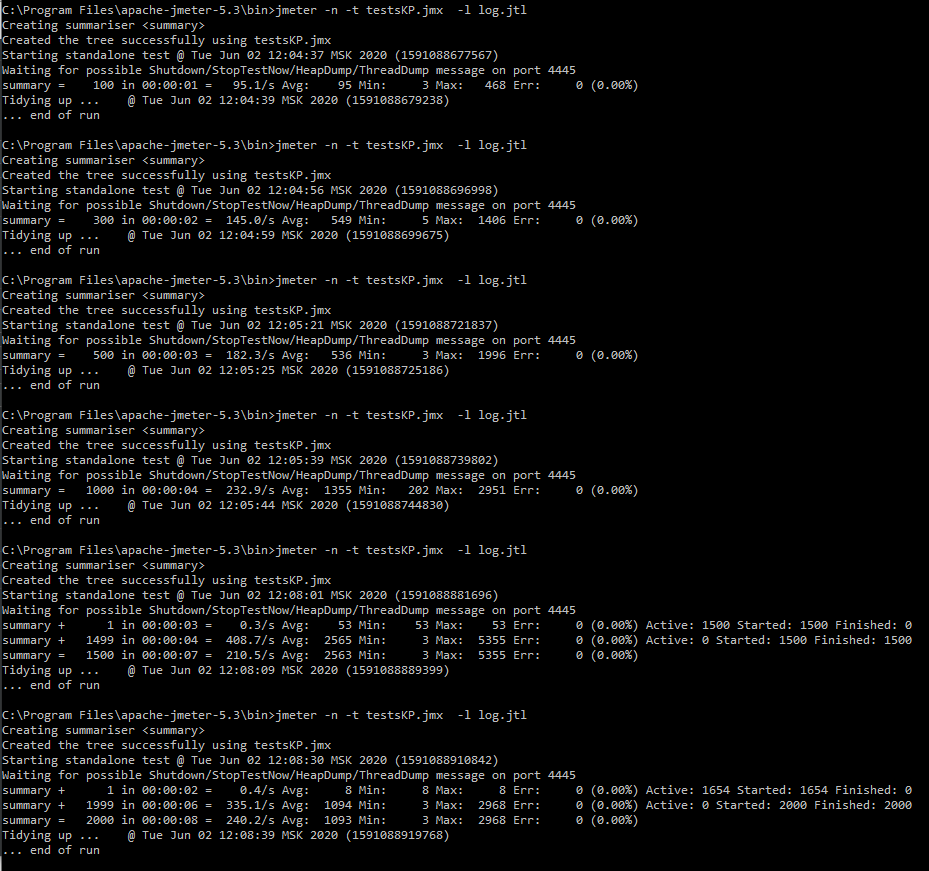 C:\Program Files\apache-jmeter-5.3\bin>jmeter -n -t testsKP.jmx  -l log.jtl
Creating summariser <summary>
Created the tree successfully using testsKP.jmx
Starting standalone test @ Tue Jun 02 12:04:37 MSK 2020 (1591088677567)
Waiting for possible Shutdown/StopTestNow/HeapDump/ThreadDump message on port 4445
summary =    100 in 00:00:01 =   95.1/s Avg:    95 Min:     3 Max:   468 Err:     0 (0.00%)
Tidying up ...    @ Tue Jun 02 12:04:39 MSK 2020 (1591088679238)
... end of run
C:\Program Files\apache-jmeter-5.3\bin>jmeter -n -t testsKP.jmx  -l log.jtl
Creating summariser <summary>
Created the tree successfully using testsKP.jmx
Starting standalone test @ Tue Jun 02 12:04:56 MSK 2020 (1591088696998)
Waiting for possible Shutdown/StopTestNow/HeapDump/ThreadDump message on port 4445
summary =    300 in 00:00:02 =  145.0/s Avg:   549 Min:     5 Max:  1406 Err:     0 (0.00%)
Tidying up ...    @ Tue Jun 02 12:04:59 MSK 2020 (1591088699675)
... end of run
C:\Program Files\apache-jmeter-5.3\bin>jmeter -n -t testsKP.jmx  -l log.jtl
Creating summariser <summary>
Created the tree successfully using testsKP.jmx
Starting standalone test @ Tue Jun 02 12:05:21 MSK 2020 (1591088721837)
Waiting for possible Shutdown/StopTestNow/HeapDump/ThreadDump message on port 4445
summary =    500 in 00:00:03 =  182.3/s Avg:   536 Min:     3 Max:  1996 Err:     0 (0.00%)
Tidying up ...    @ Tue Jun 02 12:05:25 MSK 2020 (1591088725186)
... end of run
C:\Program Files\apache-jmeter-5.3\bin>jmeter -n -t testsKP.jmx  -l log.jtl
Creating summariser <summary>
Created the tree successfully using testsKP.jmx
Starting standalone test @ Tue Jun 02 12:05:39 MSK 2020 (1591088739802)
Waiting for possible Shutdown/StopTestNow/HeapDump/ThreadDump message on port 4445
summary =   1000 in 00:00:04 =  232.9/s Avg:  1355 Min:   202 Max:  2951 Err:     0 (0.00%)
Tidying up ...    @ Tue Jun 02 12:05:44 MSK 2020 (1591088744830)
... end of run
C:\Program Files\apache-jmeter-5.3\bin>jmeter -n -t testsKP.jmx  -l log.jtl
Creating summariser <summary>
Created the tree successfully using testsKP.jmx
Starting standalone test @ Tue Jun 02 12:08:01 MSK 2020 (1591088881696)
Waiting for possible Shutdown/StopTestNow/HeapDump/ThreadDump message on port 4445
summary +      1 in 00:00:03 =    0.3/s Avg:    53 Min:    53 Max:    53 Err:     0 (0.00%) Active: 1500 Started: 1500 Finished: 0
summary +   1499 in 00:00:04 =  408.7/s Avg:  2565 Min:     3 Max:  5355 Err:     0 (0.00%) Active: 0 Started: 1500 Finished: 1500
summary =   1500 in 00:00:07 =  210.5/s Avg:  2563 Min:     3 Max:  5355 Err:     0 (0.00%)
Tidying up ...    @ Tue Jun 02 12:08:09 MSK 2020 (1591088889399)
... end of run
C:\Program Files\apache-jmeter-5.3\bin>jmeter -n -t testsKP.jmx  -l log.jtl
Creating summariser <summary>
Created the tree successfully using testsKP.jmx
Starting standalone test @ Tue Jun 02 12:08:30 MSK 2020 (1591088910842)
Waiting for possible Shutdown/StopTestNow/HeapDump/ThreadDump message on port 4445
summary +      1 in 00:00:02 =    0.4/s Avg:     8 Min:     8 Max:     8 Err:     0 (0.00%) Active: 1654 Started: 1654 Finished: 0
summary +   1999 in 00:00:06 =  335.1/s Avg:  1094 Min:     3 Max:  2968 Err:     0 (0.00%) Active: 0 Started: 2000 Finished: 2000
summary =   2000 in 00:00:08 =  240.2/s Avg:  1093 Min:     3 Max:  2968 Err:     0 (0.00%)
Tidying up ...    @ Tue Jun 02 12:08:39 MSK 2020 (1591088919768)
... end of run